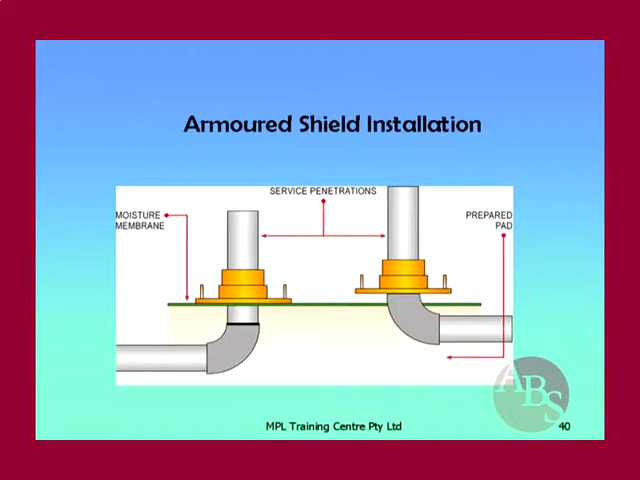 Armoured Shield Installation
SERVICE PENETRATIONS
MOISTURE
MEMBRANE
PREPARED
PAD
ABS
MPL Training Centre Pty Ltd
40